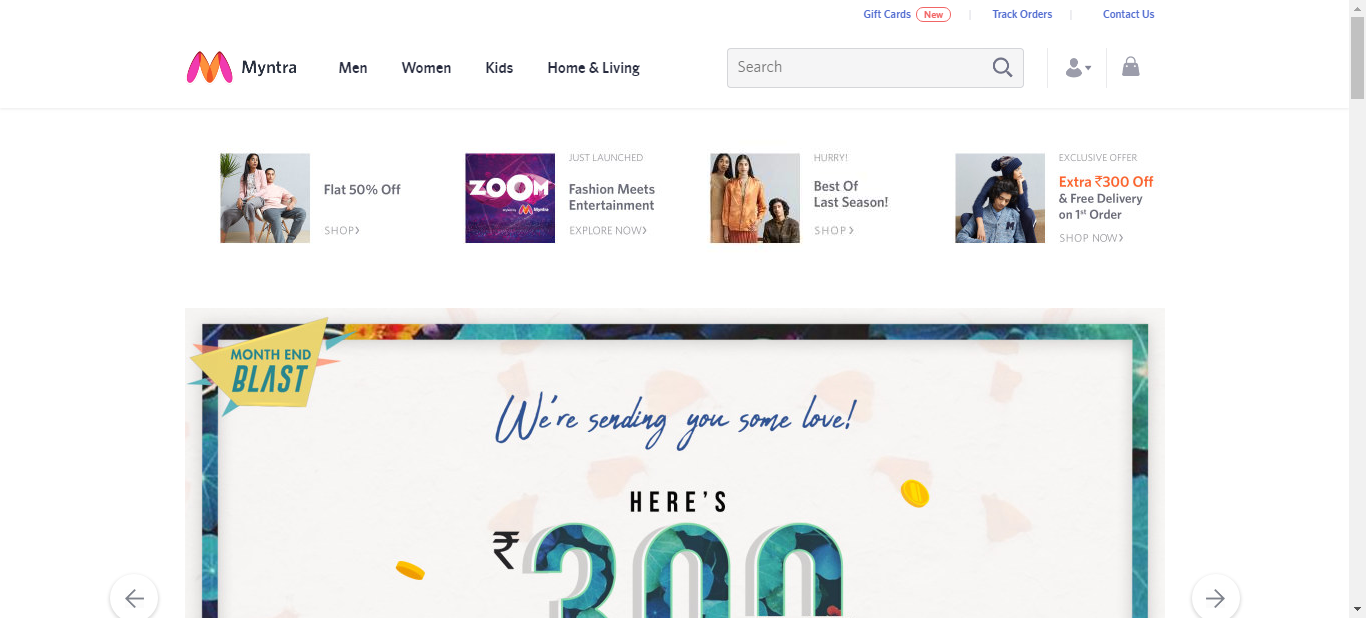 Gift Cards New Track Orders Contact Us
Myntra Men Women Kids Home & Living Search
Flat 50% Off
SHOP>
ZOOM
Myntra
JUST LAUNCHED
Fashion Meets
Entertainment
EXPLORE NOW>
HURRY!
Best Of
Last Season!
SHOP >
EXCLUSIVE OFFER
Extra ₹300 Off
& Free Delivery
on 1st Order
SHOP NOW>
MONTH END
BLAST
We're sending you some love!
HERE'S
₹300